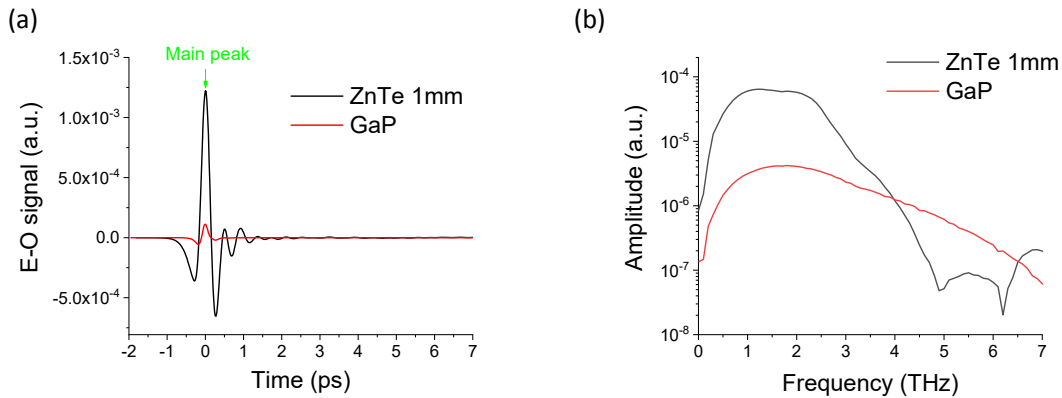 (a)
Main peak
ZnTe 1mm
GaP
1.5x10⁻³
1.0x10⁻³
5.0x10⁻⁴
0.0
-5.0x10⁻⁴
E-O signal (a.u.)
-2 -1 0 1 2 3 4 5 6 7
Time (ps)
(b)
ZnTe 1mm
GaP
10⁻⁴
10⁻⁵
10⁻⁶
10⁻⁷
10⁻⁸
Amplitude (a.u.)
0 1 2 3 4 5 6 7
Frequency (THz)